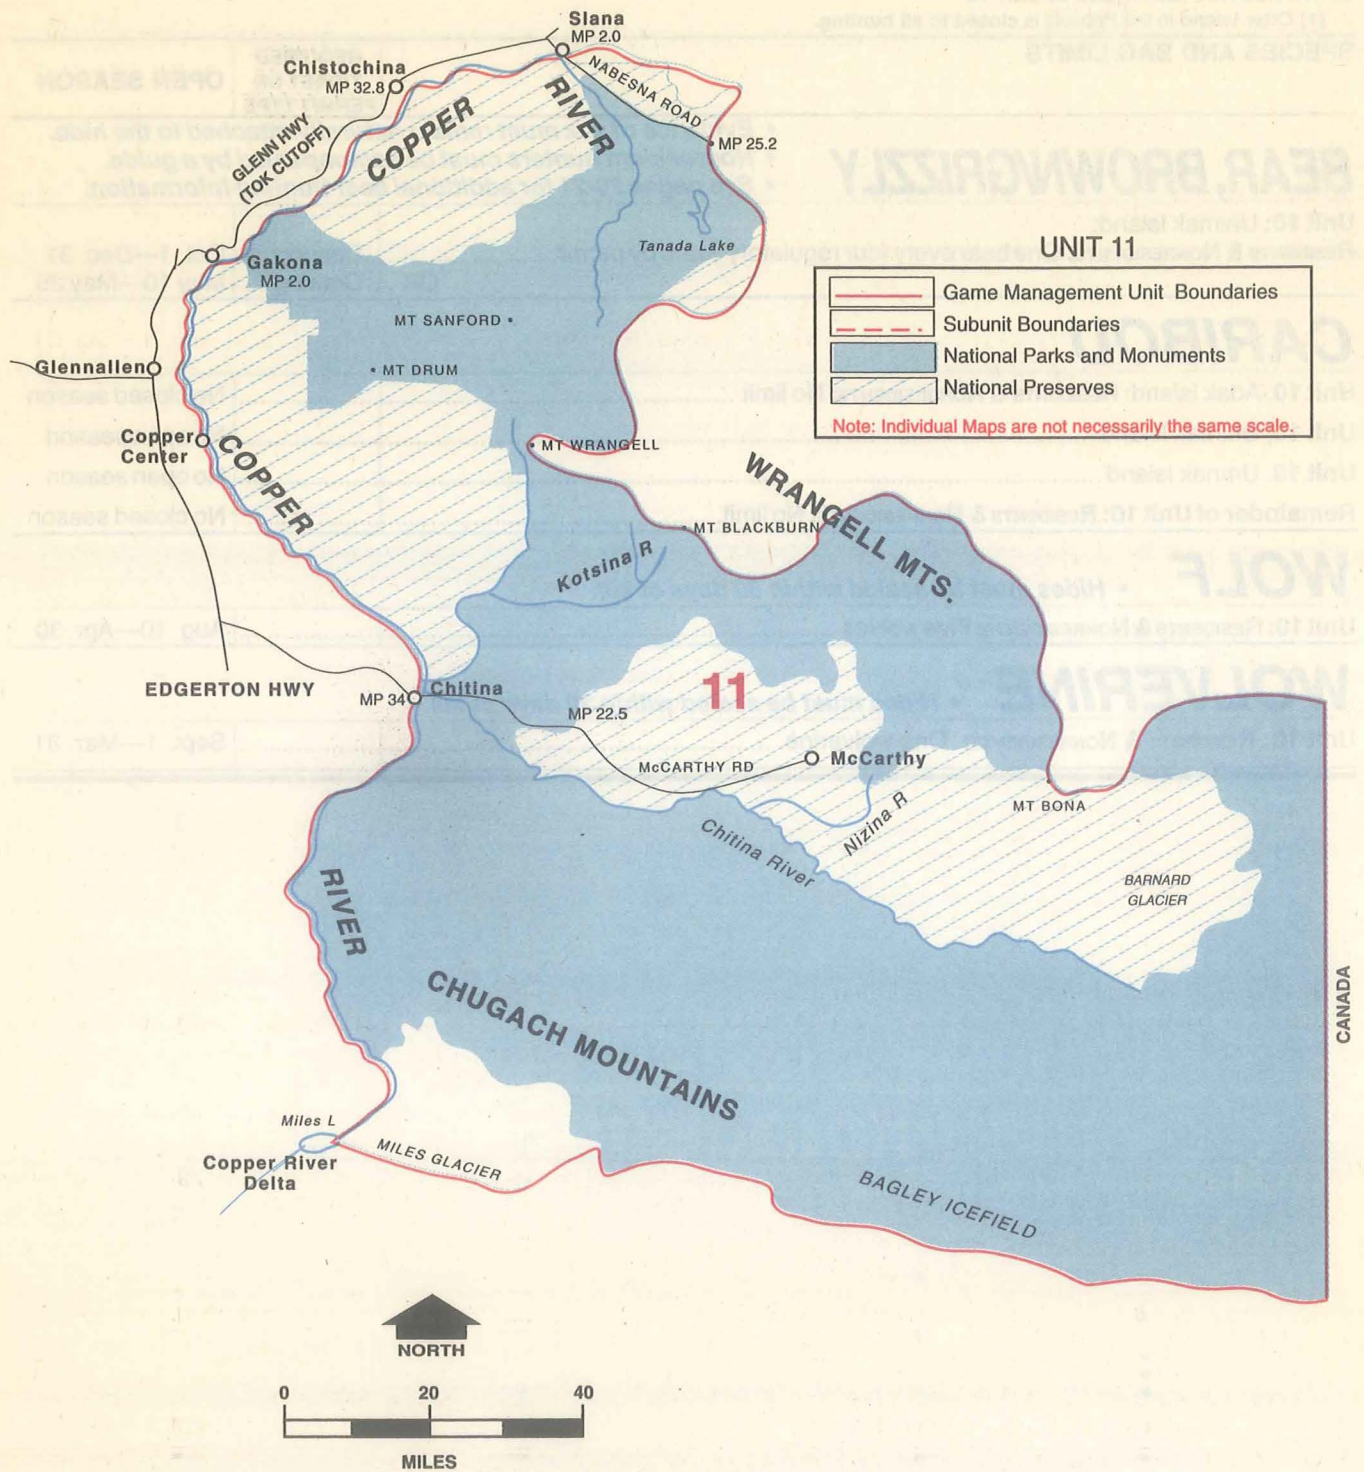 Slana
MP 2.0
Chistochina
MP 32.8
NABESNA ROAD
COPPER RIVER
GLENN HWY
(TOK CUTOFF)
MP 25.2
Tanada Lake
Gakona
MP 2.0
UNIT 11
Game Management Unit Boundaries
Subunit Boundaries
National Parks and Monuments
National Preserves
Note: Individual Maps are not necessarily the same scale.
MT SANFORD
Glennallen
MT DRUM
Copper
Center
COPPER
MT WRANGELL
WRANGELL MTS.
MT BLACKBURN
Kotsina R
EDGERTON HWY
MP 34
Chitina
11
MP 22.5
McCARTHY RD
McCarthy
MT BONA
Nizina R
Chitina River
BARNARD
GLACIER
RIVER
CHUGACH MOUNTAINS
CANADA
Miles L
MILES GLACIER
Copper River
Delta
BAGLEY ICEFIELD
NORTH
0 20 40
MILES